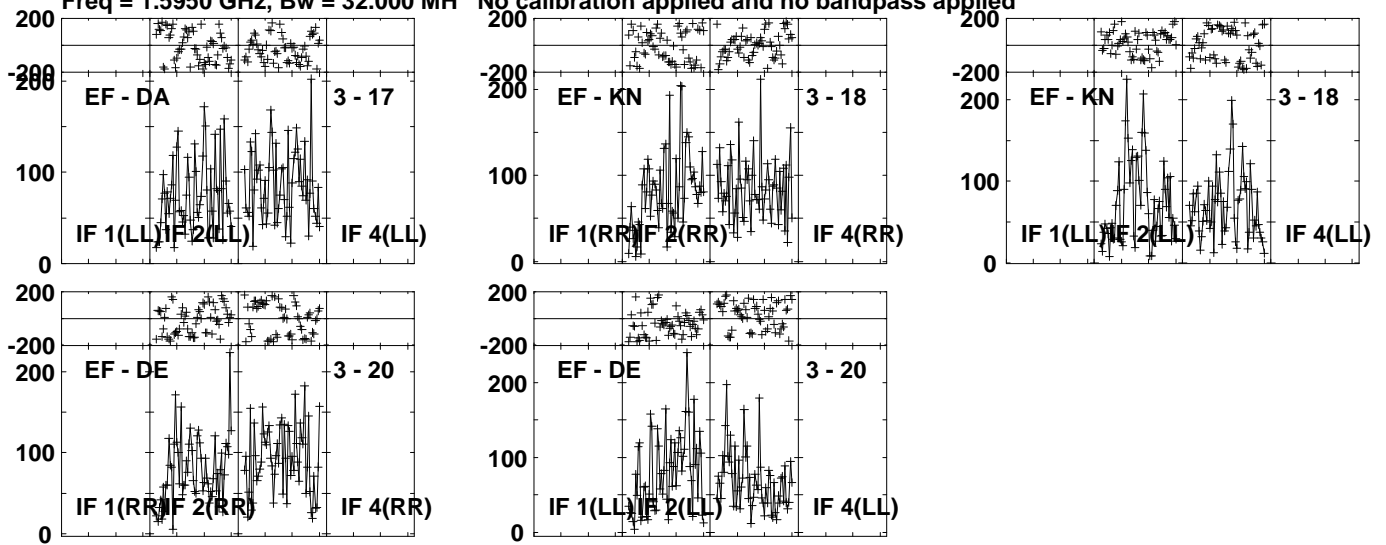 Freq = 1.5950 GHz, Bw = 32.000 MH No calibration applied and no bandpass applied
200
-200
200
100
0
EF - DA
3 - 17
IF 1(LL)
IF 2(LL)
IF 4(LL)
200
-200
200
100
0
EF - KN
3 - 18
IF 1(RR)
IF 2(RR)
IF 4(RR)
200
-200
200
100
0
EF - KN
3 - 18
IF 1(LL)
IF 2(LL)
IF 4(LL)
200
-200
200
100
0
EF - DE
3 - 20
IF 1(RR)
IF 2(RR)
IF 4(RR)
200
-200
200
100
0
EF - DE
3 - 20
IF 1(LL)
IF 2(LL)
IF 4(LL)